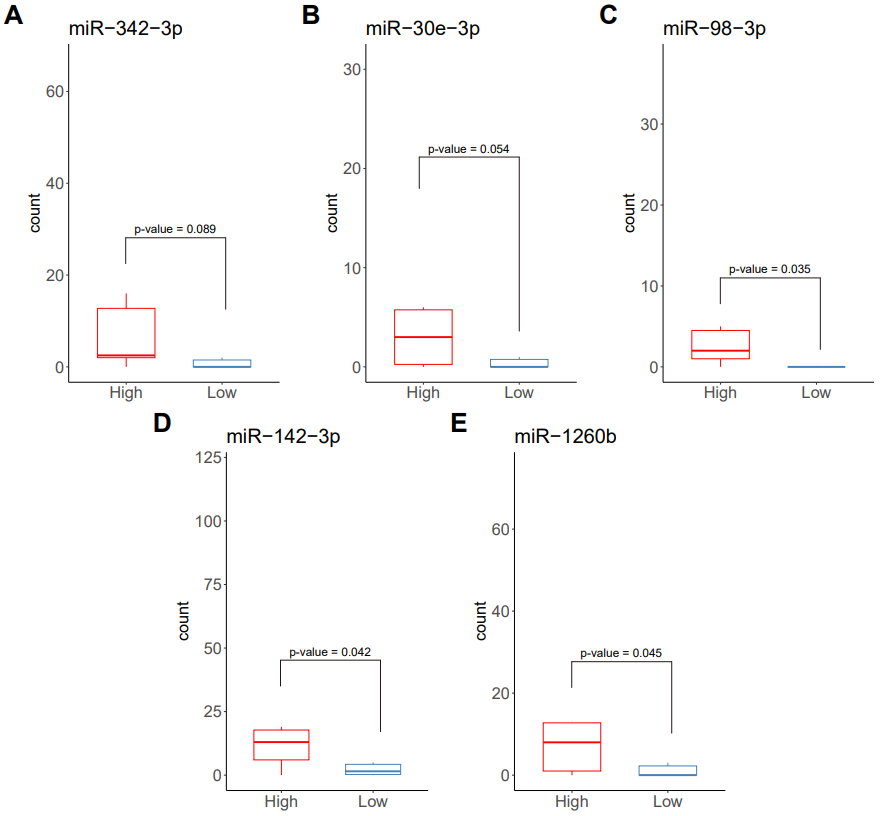 A
miR−342−3p
count
60
40
20
0
p-value = 0.089
High
Low
B
miR−30e−3p
count
30
20
10
0
p-value = 0.054
High
Low
C
miR−98−3p
count
30
20
10
0
p-value = 0.035
High
Low
D
miR−142−3p
count
125
100
75
50
25
0
p-value = 0.042
High
Low
E
miR−1260b
count
60
40
20
0
p-value = 0.045
High
Low